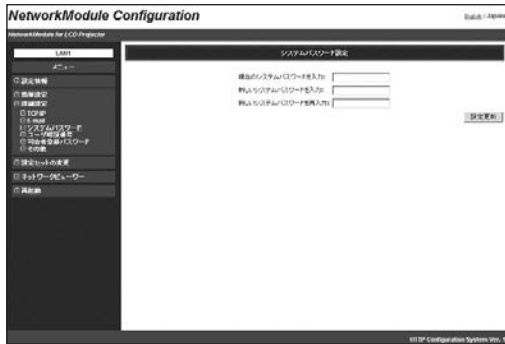 NetworkModule Configuration
English / Japanese
NetworkModule for LCD Projector
LAN1
メニュー
設定情報
簡単設定
詳細設定
TCP/IP
E-mail
システムパスワード
ユーザ認証番号
司会者登録パスワード
その他
設定セットの変更
ネットワークビューワー
再起動
システムパスワード設定
現在のシステムパスワードを入力:
新しいシステムパスワードを入力:
新しいシステムパスワードを再入力:
設定更新
HTTP Configuration System Ver.